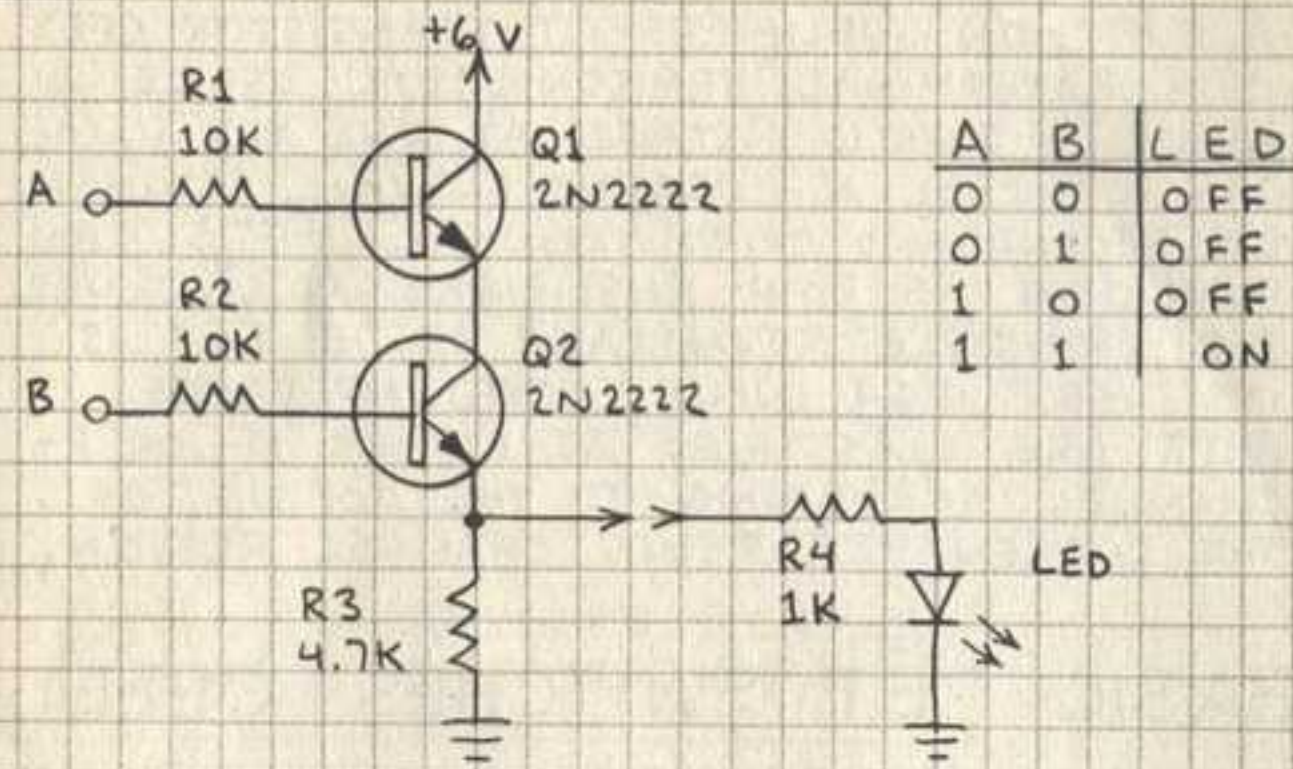 +6 V
R1
10K
A
Q1
2N2222
R2
10K
B
Q2
2N2222
R3
4.7K
R4
1K
LED
A B LED
0 0 OFF
0 1 OFF
1 0 OFF
1 1 ON